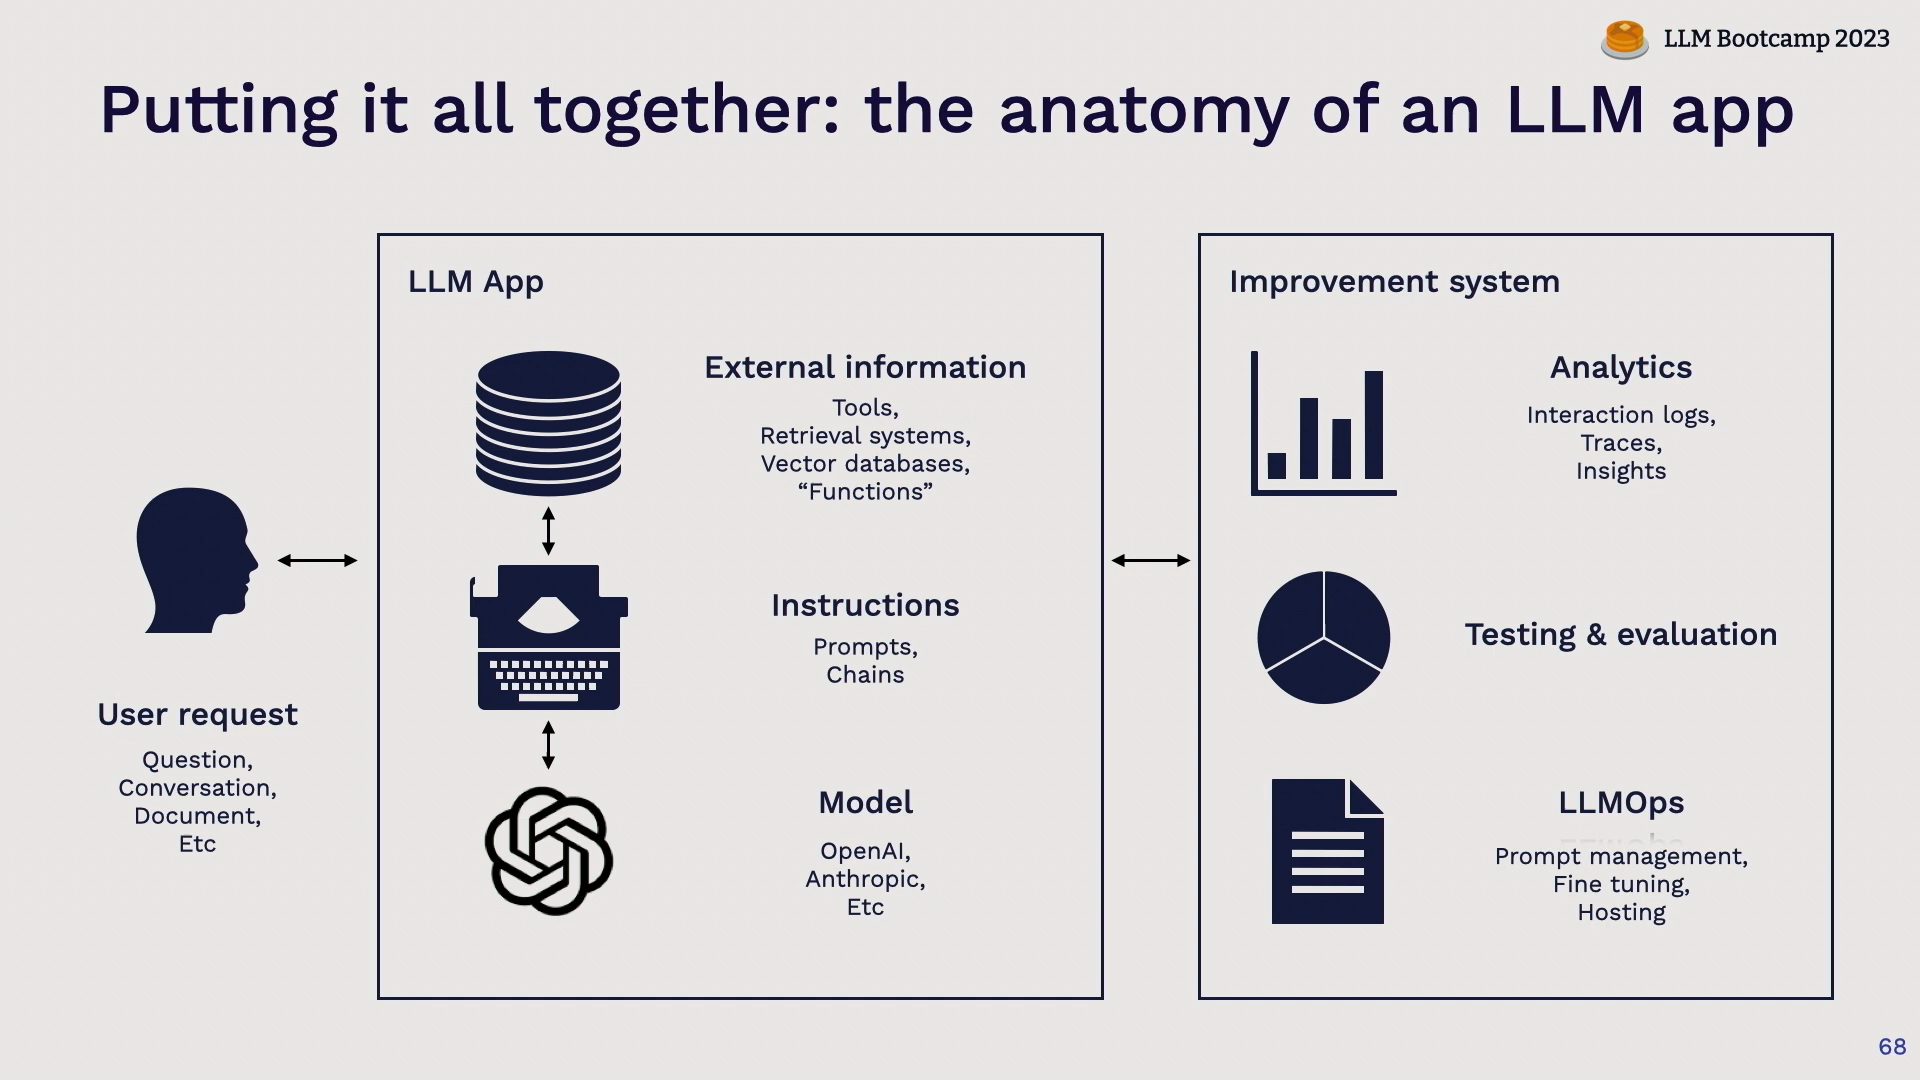 LLM Bootcamp 2023
Putting it all together: the anatomy of an LLM app
User request
Question,
Conversation,
Document,
Etc
LLM App
External information
Tools,
Retrieval systems,
Vector databases,
“Functions”
Instructions
Prompts,
Chains
Model
OpenAI,
Anthropic,
Etc
Improvement system
Analytics
Interaction logs,
Traces,
Insights
Testing & evaluation
LLMOps
Prompt management,
Fine tuning,
Hosting
68